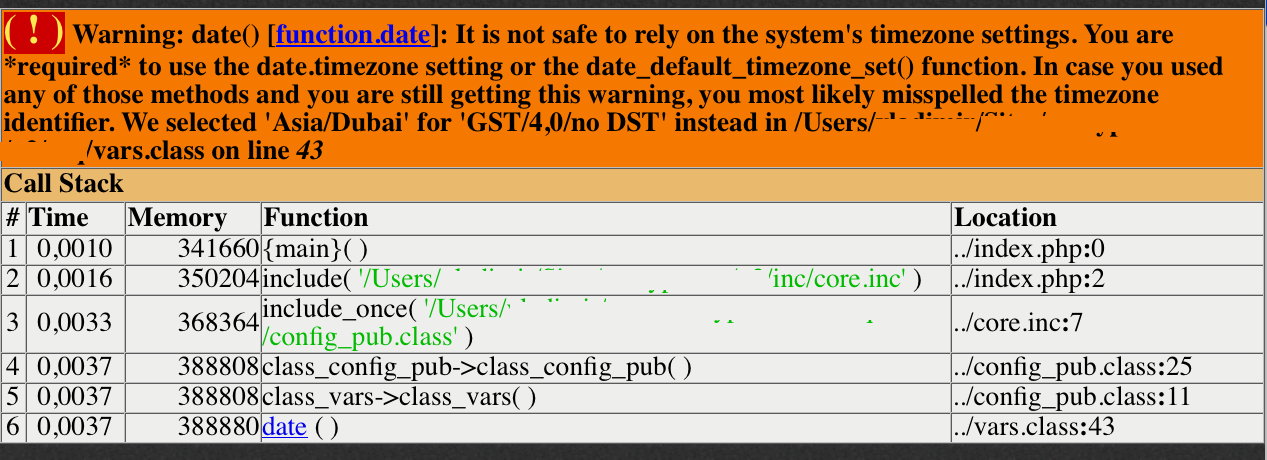 ( ! ) Warning: date() [function.date]: It is not safe to rely on the system's timezone settings. You are
*required* to use the date.timezone setting or the date_default_timezone_set() function. In case you used
any of those methods and you are still getting this warning, you most likely misspelled the timezone
identifier. We selected 'Asia/Dubai' for 'GST/4,0/no DST' instead in /Users/
/vars.class on line 43
Call Stack
# Time Memory Function Location
1 0,0010 341660 {main}( ) ../index.php:0
2 0,0016 350204 include( '/Users/ /inc/core.inc' ) ../index.php:2
3 0,0033 368364 include_once( '/Users/ ../core.inc:7
/config_pub.class' )
4 0,0037 388808 class_config_pub->class_config_pub( ) ../config_pub.class:25
5 0,0037 388808 class_vars->class_vars( ) ../config_pub.class:11
6 0,0037 388880 date ( ) ../vars.class:43